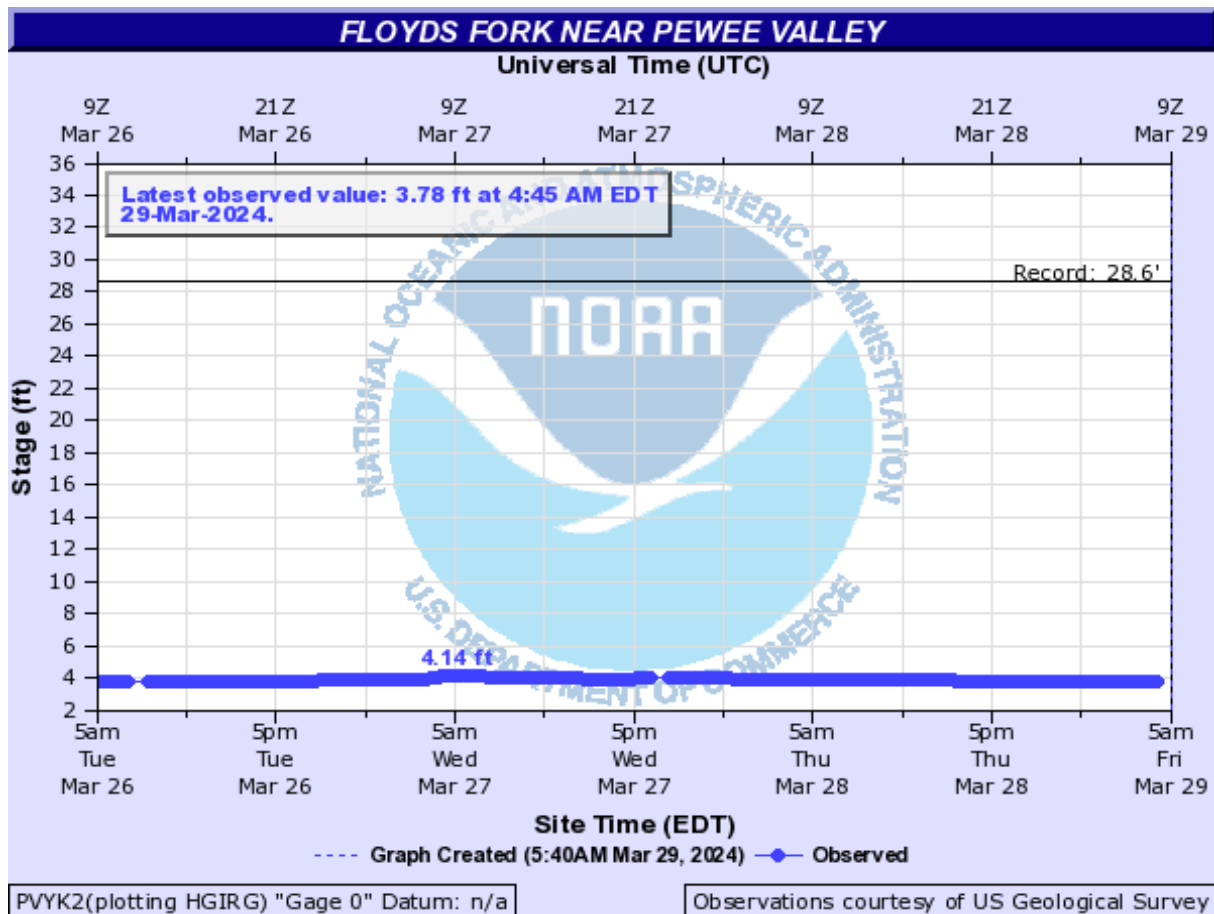 FLOYDS FORK NEAR PEWEE VALLEY
Universal Time (UTC)
9Z 21Z 9Z 21Z 9Z 21Z 9Z
Mar 26 Mar 26 Mar 27 Mar 27 Mar 28 Mar 28 Mar 29
36
34
32
30
28
26
24
22
20
18
16
14
12
10
8
6
4
2
Stage (ft)
Latest observed value: 3.78 ft at 4:45 AM EDT
29-Mar-2024.
Record: 28.6'
NATIONAL OCEANIC AND ATMOSPHERIC ADMINISTRATION
NOAA
U.S. DEPARTMENT OF COMMERCE
4.14 ft
5am 5pm 5am 5pm 5am 5pm 5am
Tue Tue Wed Wed Thu Thu Fri
Mar 26 Mar 26 Mar 27 Mar 27 Mar 28 Mar 28 Mar 29
Site Time (EDT)
Graph Created (5:40AM Mar 29, 2024) Observed
PVYK2(plotting HGIRG) "Gage 0" Datum: n/a
Observations courtesy of US Geological Survey